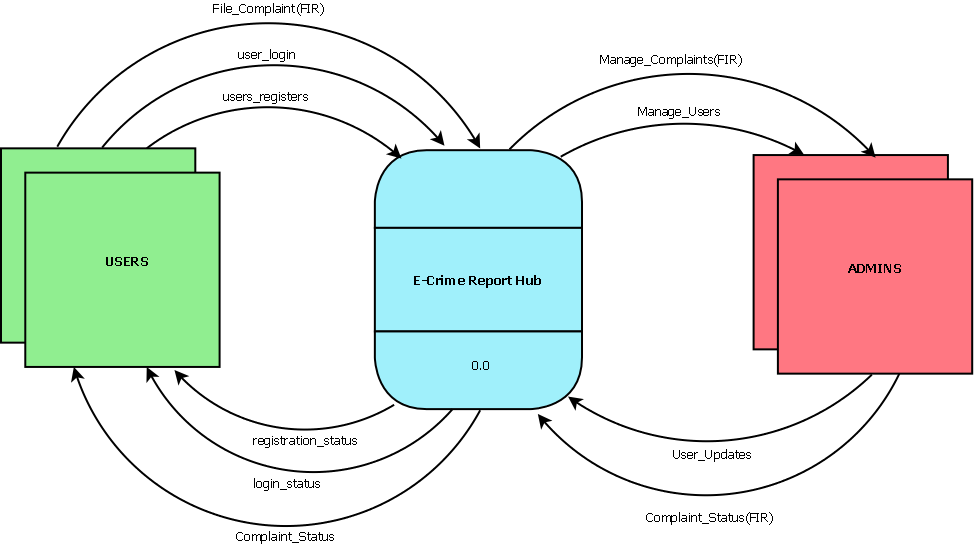 File_Complaint(FIR)
user_login
users_registers
Manage_Complaints(FIR)
Manage_Users
USERS
E-Crime Report Hub
0.0
ADMINS
registration_status
login_status
Complaint_Status
User_Updates
Complaint_Status(FIR)